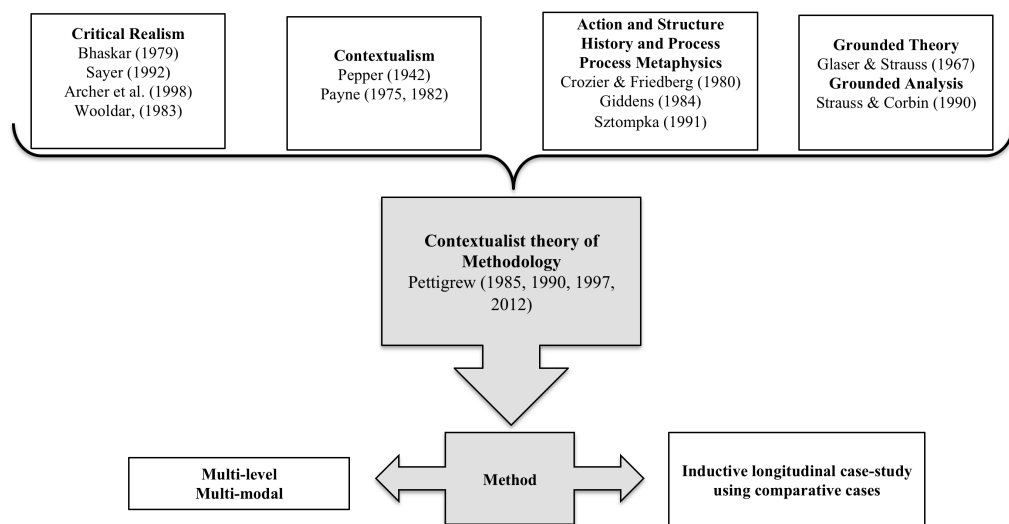 Critical Realism
Bhaskar (1979)
Sayer (1992)
Archer et al. (1998)
Wooldar, (1983)
Contextualism
Pepper (1942)
Payne (1975, 1982)
Action and Structure
History and Process
Process Metaphysics
Crozier & Friedberg (1980)
Giddens (1984)
Sztompka (1991)
Grounded Theory
Glaser & Strauss (1967)
Grounded Analysis
Strauss & Corbin (1990)
Contextualist theory of
Methodology
Pettigrew (1985, 1990, 1997,
2012)
Multi-level
Multi-modal
Method
Inductive longitudinal case-study
using comparative cases